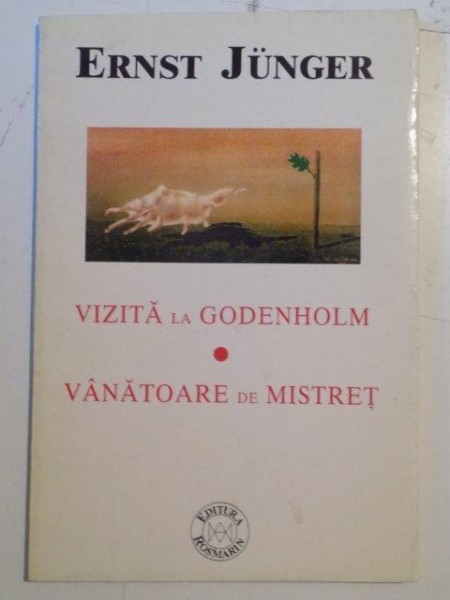 ERNST JÜNGER
VIZITĂ LA GODENHOLM
VÂNĂTOARE DE MISTREȚ
EDITURA
ROSMARIN